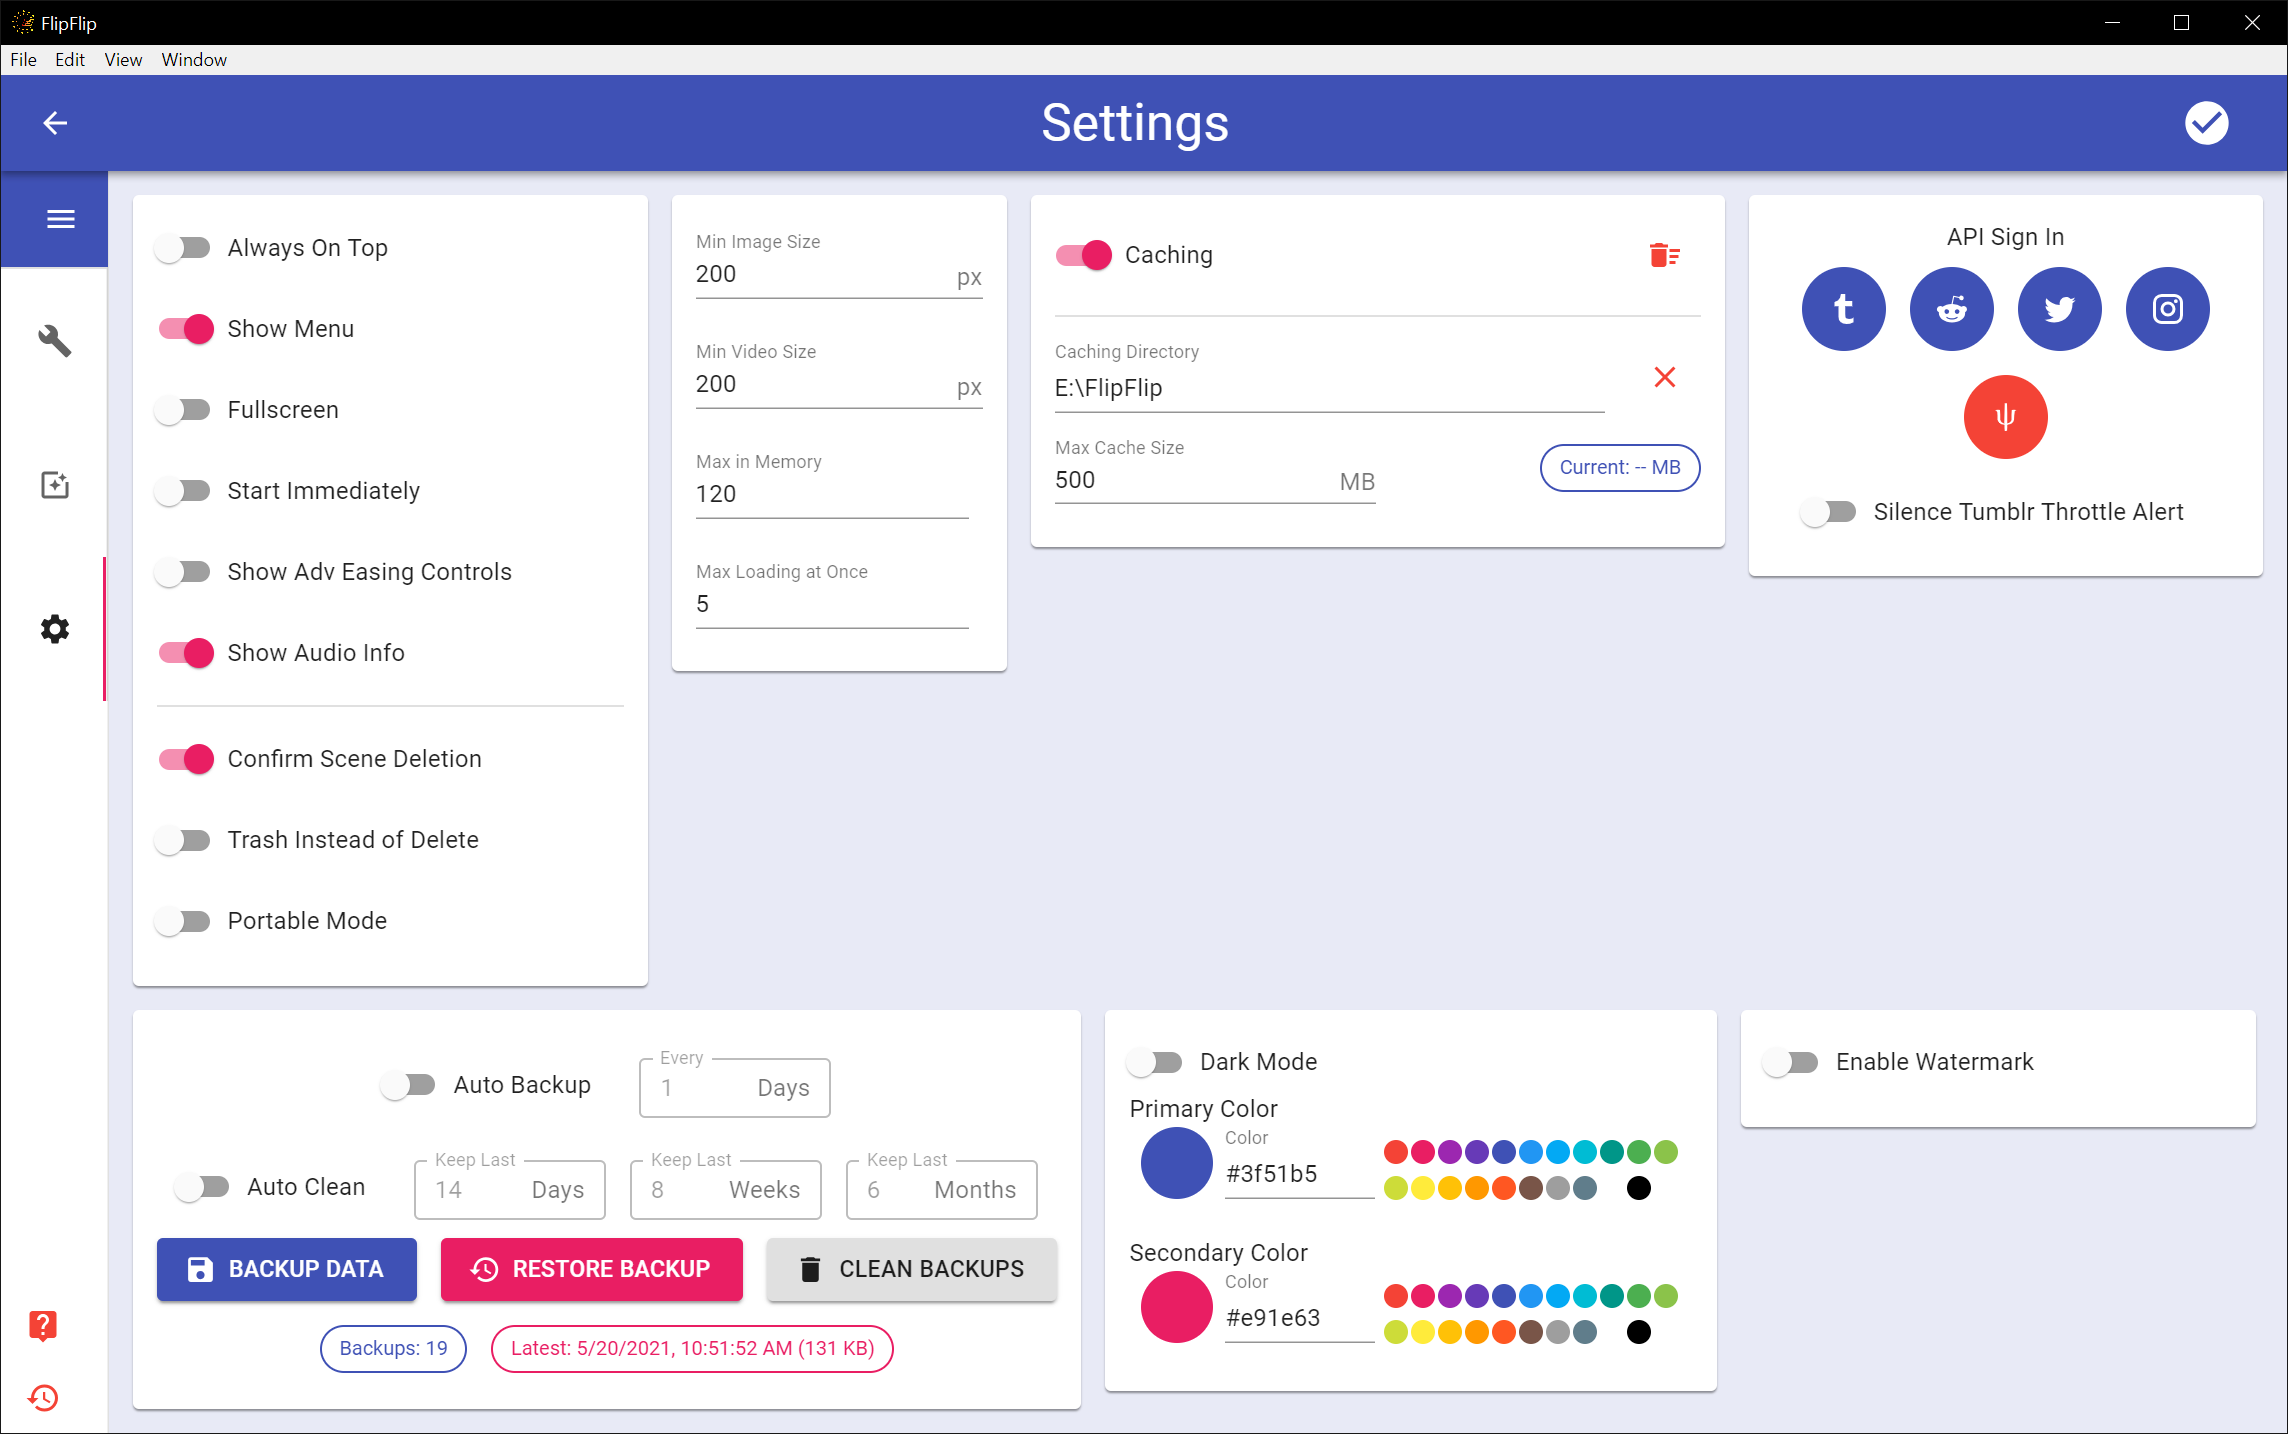 FlipFlip
File Edit View Window
Settings
Always On Top
Show Menu
Fullscreen
Start Immediately
Show Adv Easing Controls
Show Audio Info
Confirm Scene Deletion
Trash Instead of Delete
Portable Mode
Min Image Size
200 px
Min Video Size
200 px
Max in Memory
120
Max Loading at Once
5
Caching
Caching Directory
E:\FlipFlip
Max Cache Size
500 MB
Current: -- MB
API Sign In
t
ψ
Silence Tumblr Throttle Alert
Auto Backup
Every
1 Days
Auto Clean
Keep Last
14 Days
Keep Last
8 Weeks
Keep Last
6 Months
BACKUP DATA
RESTORE BACKUP
CLEAN BACKUPS
Backups: 19
Latest: 5/20/2021, 10:51:52 AM (131 KB)
Dark Mode
Primary Color
Color
#3f51b5
Secondary Color
Color
#e91e63
Enable Watermark
?